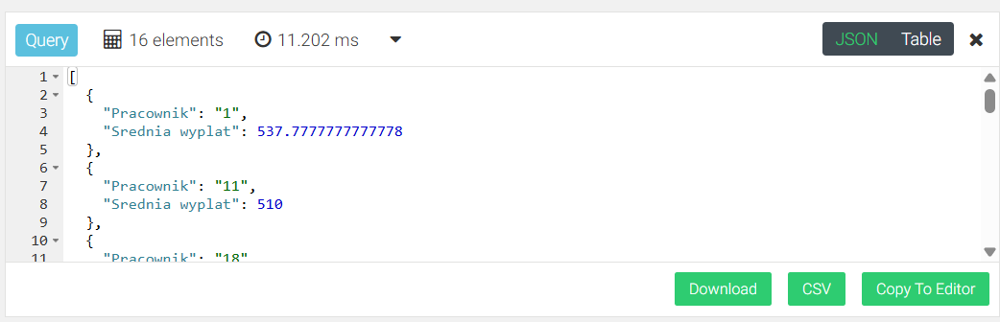 Query 16 elements 11.202 ms JSON Table
1 [
2 {
3 "Pracownik": "1",
4 "Srednia wyplat": 537.7777777777778
5 },
6 {
7 "Pracownik": "11",
8 "Srednia wyplat": 510
9 },
10 {
11 "Pracownik": "18"
Download CSV Copy To Editor